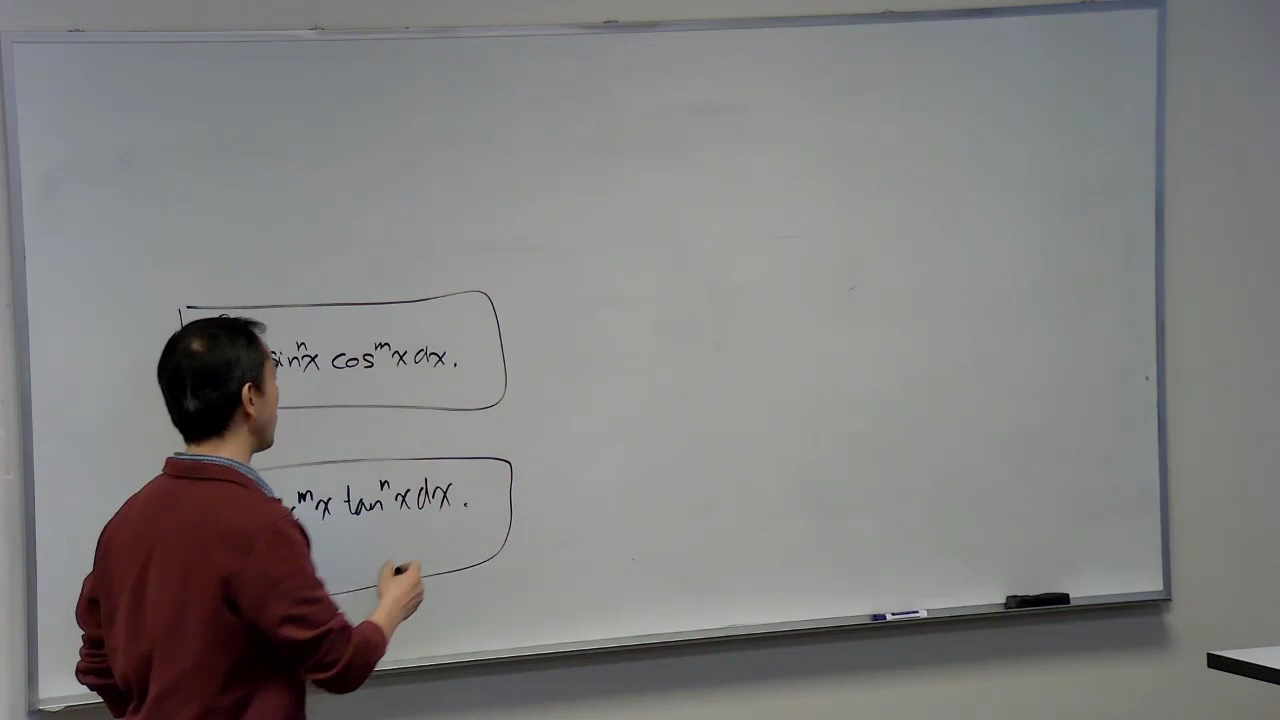 sinⁿx cosᵐx dx.
ᵐx tanⁿx dx.